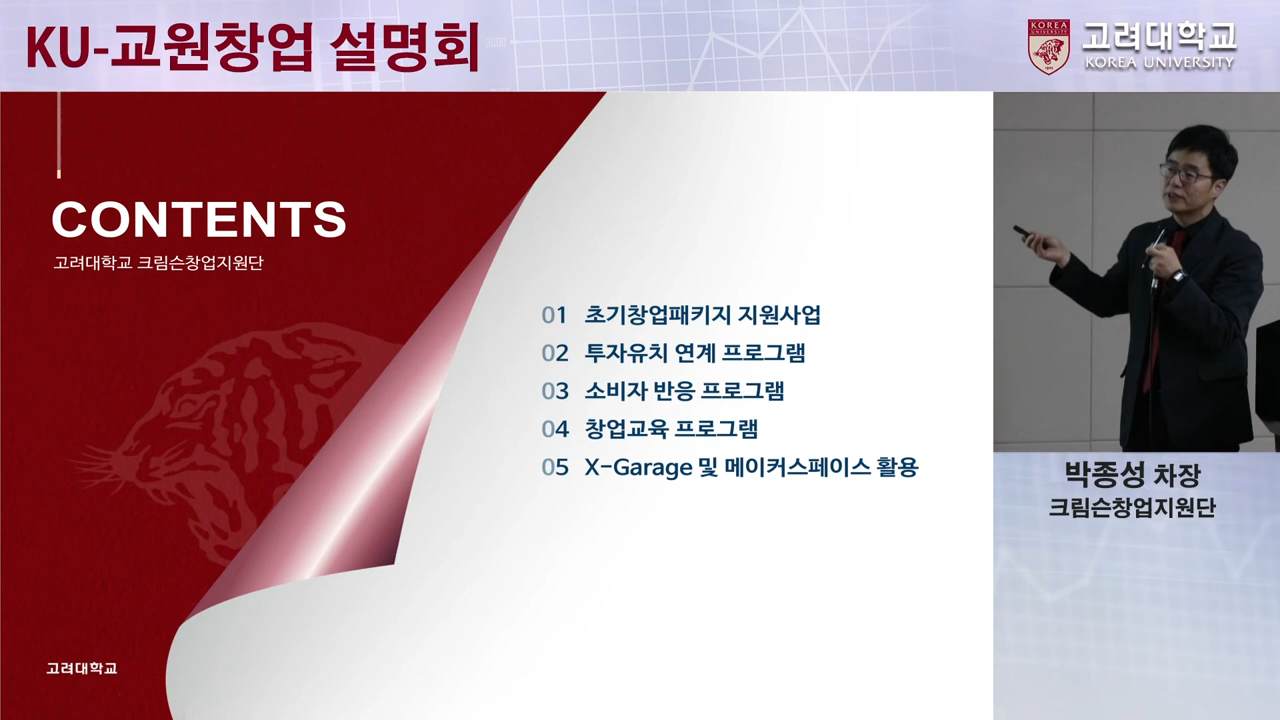 KU-교원창업 설명회
KOREA
UNIVERSITY
고려대학교
KOREA UNIVERSITY
CONTENTS
고려대학교 크림슨창업지원단
01 초기창업패키지 지원사업
02 투자유치 연계 프로그램
03 소비자 반응 프로그램
04 창업교육 프로그램
05 X-Garage 및 메이커스페이스 활용
고려대학교
박종성 차장
크림슨창업지원단